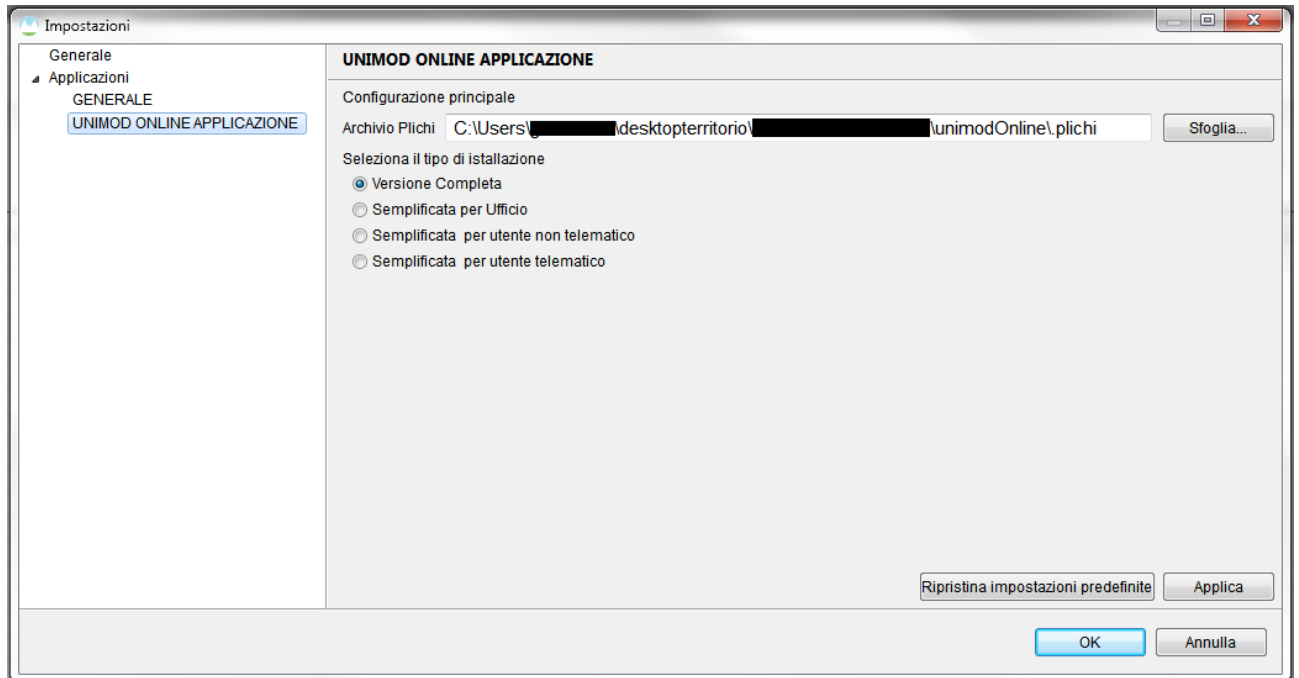 Impostazioni
Generale
Applicazioni
GENERALE
UNIMOD ONLINE APPLICAZIONE
UNIMOD ONLINE APPLICAZIONE
Configurazione principale
Archivio Plichi C:\Users\ \desktopterritorio\ \unimodOnline\.plichi Sfoglia...
Seleziona il tipo di istallazione
Versione Completa
Semplificata per Ufficio
Semplificata per utente non telematico
Semplificata per utente telematico
Ripristina impostazioni predefinite Applica
OK Annulla